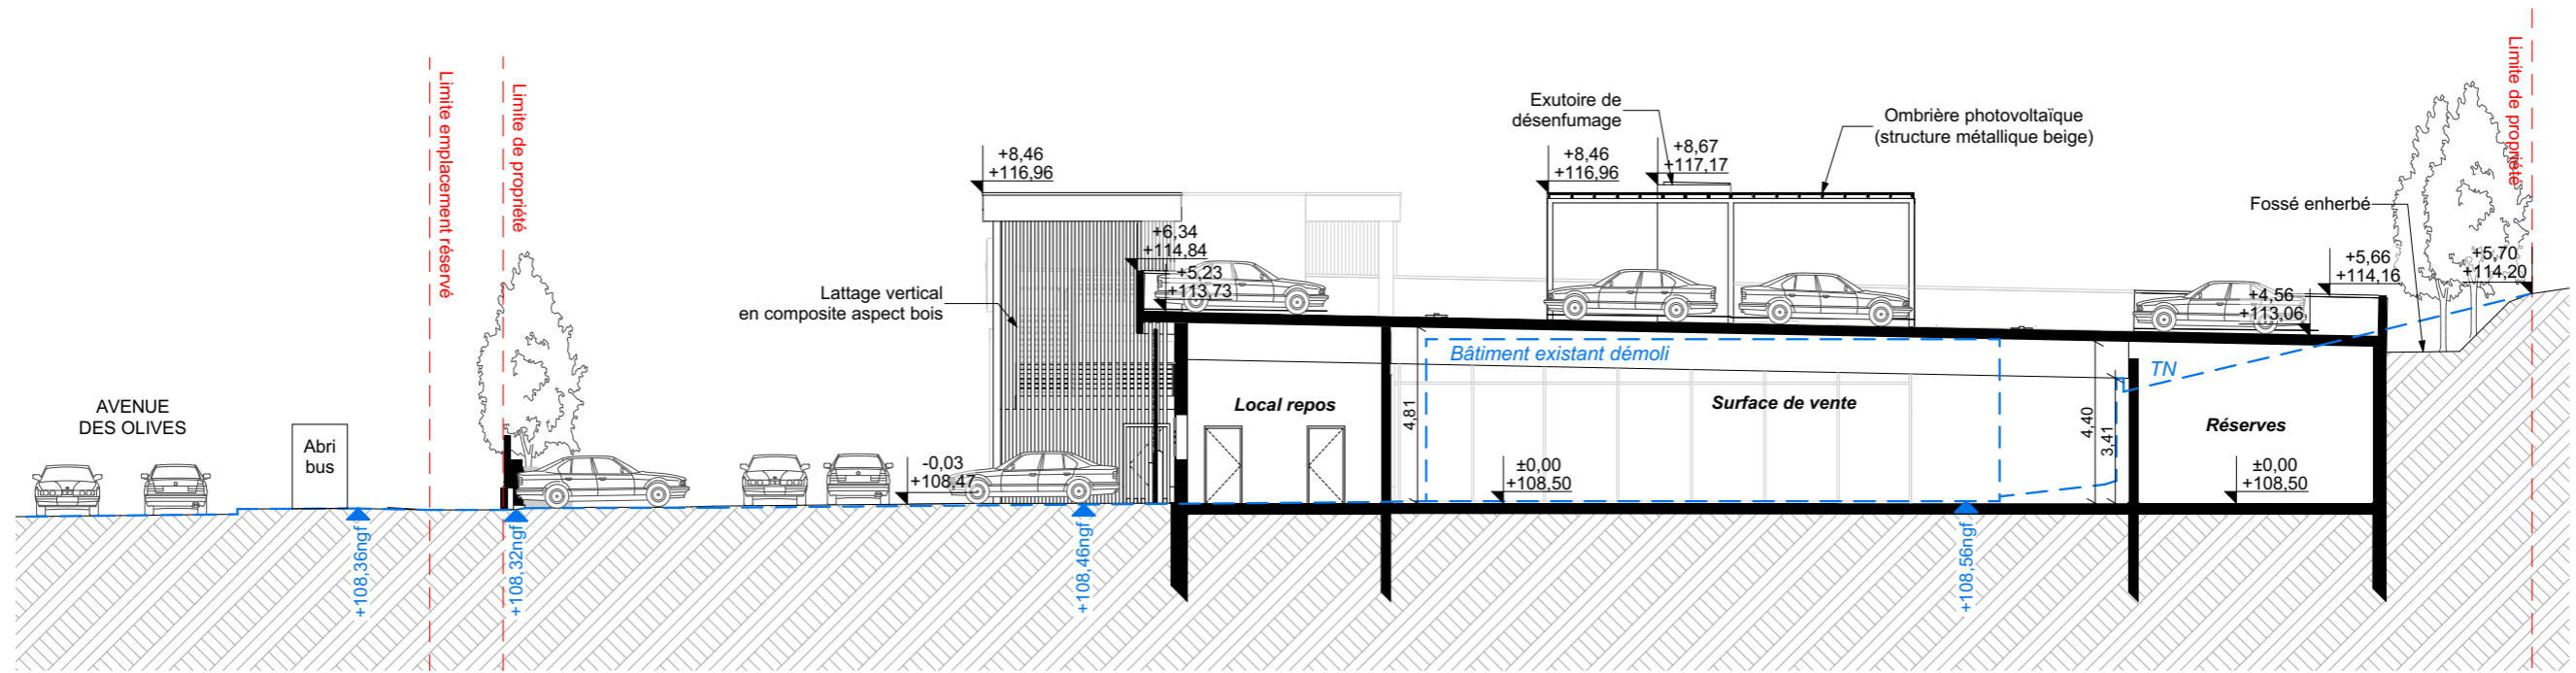 Limite emplacement réservé
Limite de propriété
Limite de propriété
Exutoire de
désenfumage
Ombrière photovoltaïque
(structure métallique beige)
+8,46
+116,96
+8,46
+116,96
+8,67
+117,17
Fossé enherbé
+6,34
+114,84
+5,23
+113,73
+5,66
+114,16
+5,70
+114,20
+4,56
+113,06
Lattage vertical
en composite aspect bois
Bâtiment existant démoli
TN
AVENUE
DES OLIVES
Abri
bus
Local repos
4,81
Surface de vente
4,40
3,41
Réserves
-0,03
+108,47
±0,00
+108,50
±0,00
+108,50
+108,36ngf
+108,32ngf
+108,46ngf
+108,56ngf